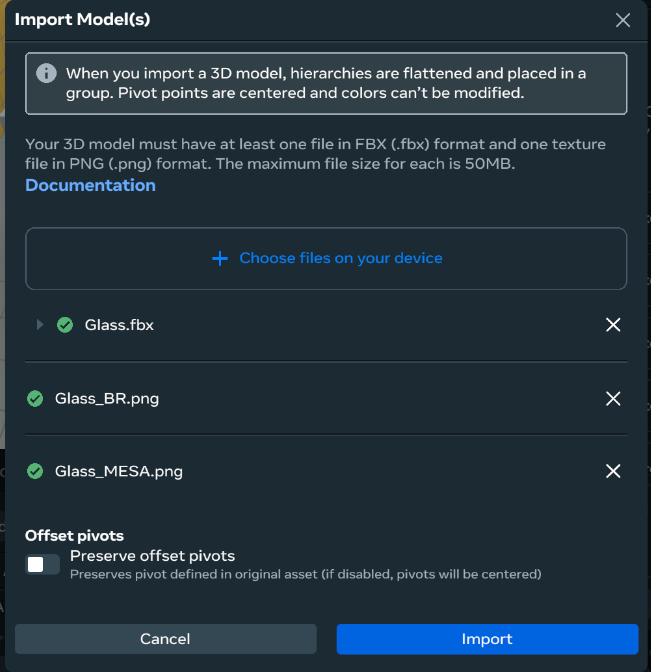 Import Model(s)
When you import a 3D model, hierarchies are flattened and placed in a
group. Pivot points are centered and colors can’t be modified.
Your 3D model must have at least one file in FBX (.fbx) format and one texture
file in PNG (.png) format. The maximum file size for each is 50MB.
Documentation
Choose files on your device
Glass.fbx
Glass_BR.png
Glass_MESA.png
Offset pivots
Preserve offset pivots
Preserves pivot defined in original asset (if disabled, pivots will be centered)
Cancel
Import